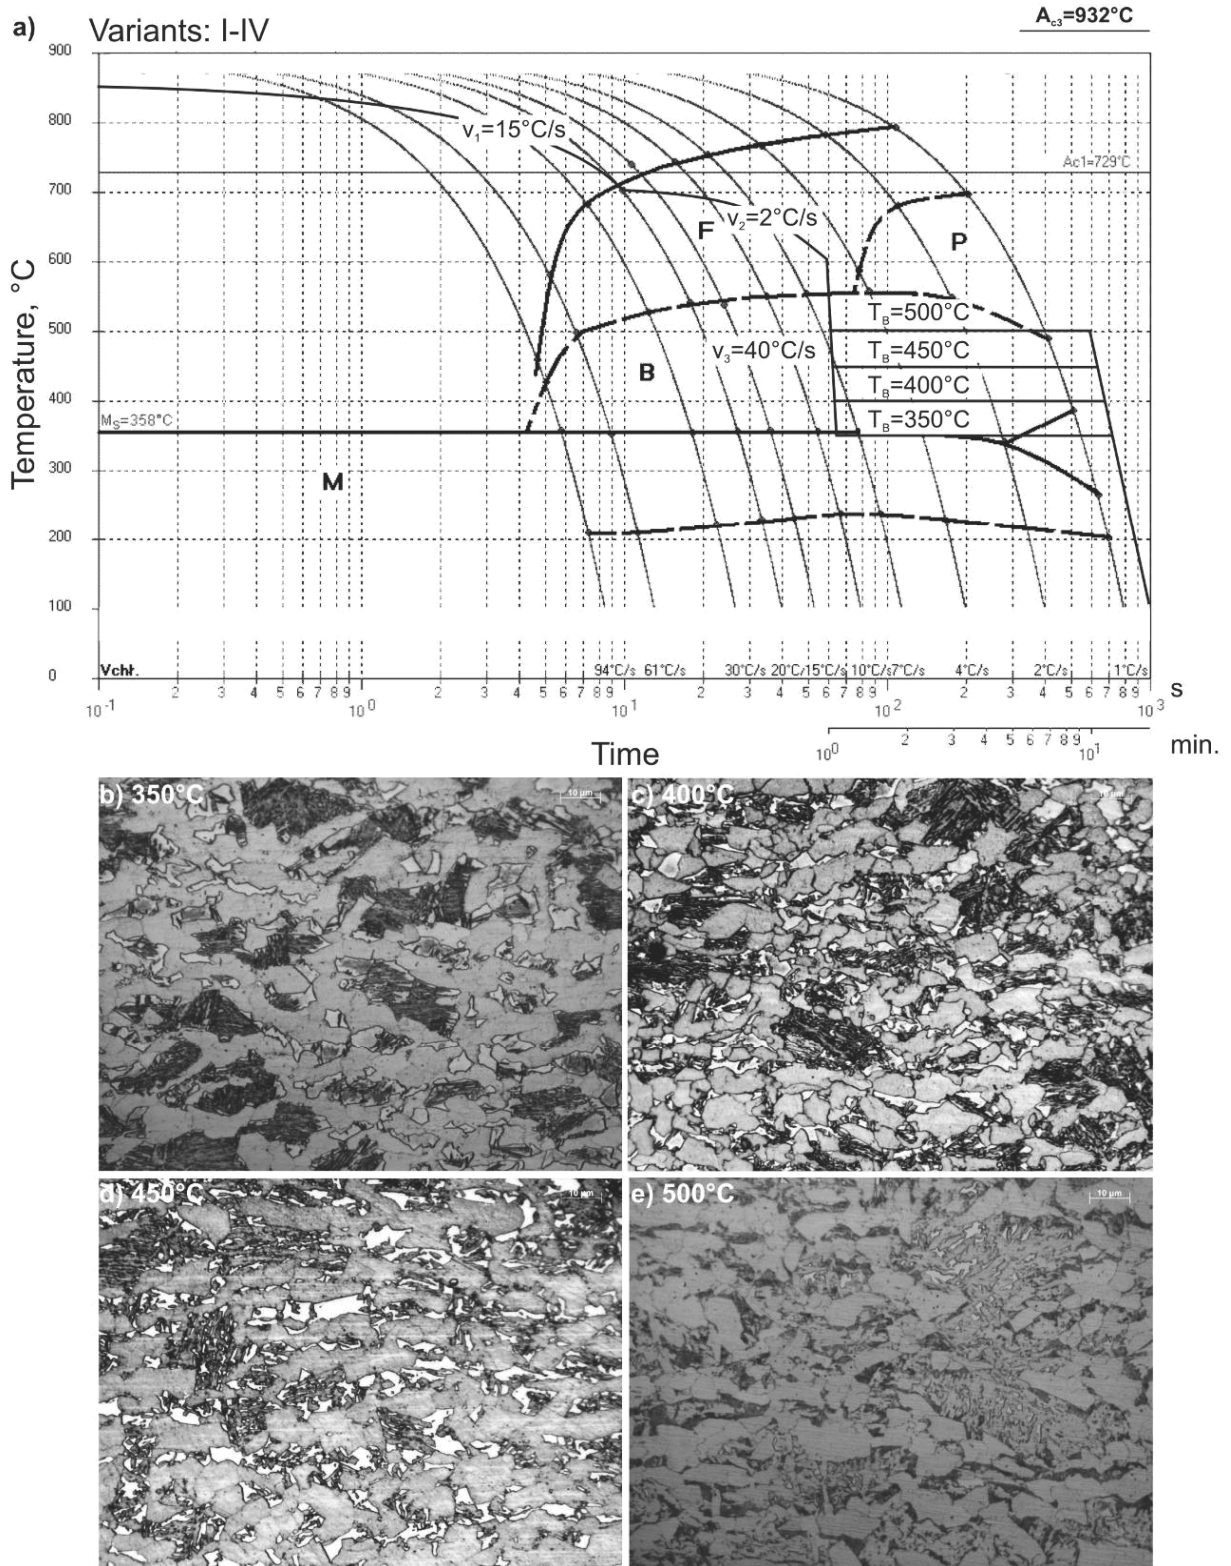 a) Variants: I-IV
Ac3=932°C
900
800
v1=15°C/s
Ac1=729°C
700
v2=2°C/s
F
P
600
TB=500°C
500
v3=40°C/s
TB=450°C
B
TB=400°C
400
MS=358°C
TB=350°C
300
M
200
100
0
Temperature, °C
Vchł. 94°C/s 61°C/s 30°C/s 20°C/s 15°C/s 10°C/s 7°C/s 4°C/s 2°C/s 1°C/s
2 3 4 5 6 7 8 9 2 3 4 5 6 7 8 9 2 3 4 5 6 7 8 9 2 3 4 5 6 7 8 9 s
10-1 100 101 102 103
2 3 4 5 6 7 8 9
100 101 min.
Time
b) 350°C
10 µm
c) 400°C
d) 450°C
10 µm
e) 500°C
10 µm